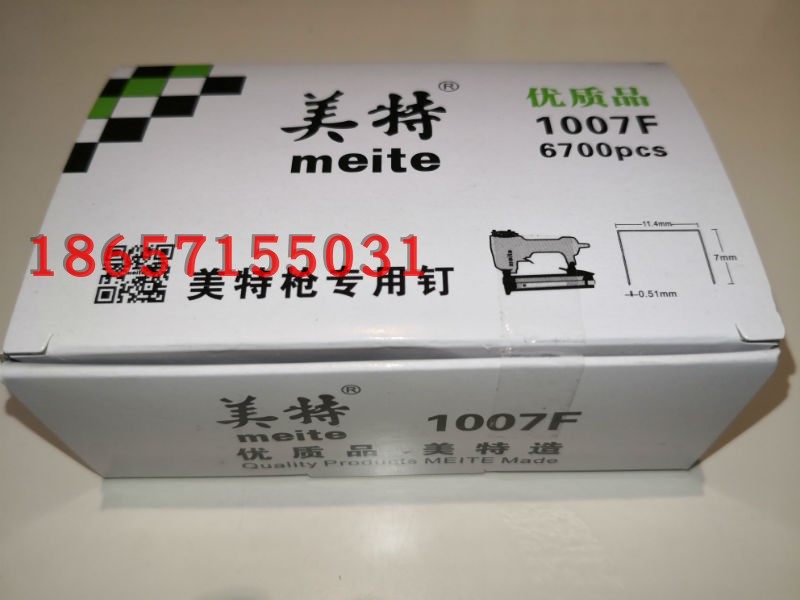 美特®
meite
优质品
1007F
6700pcs
18657155031
美特枪专用钉
meite
11.4mm
7mm
0.51mm
美特®
meite
1007F
优质品 美特造
Quality Products MEITE Made